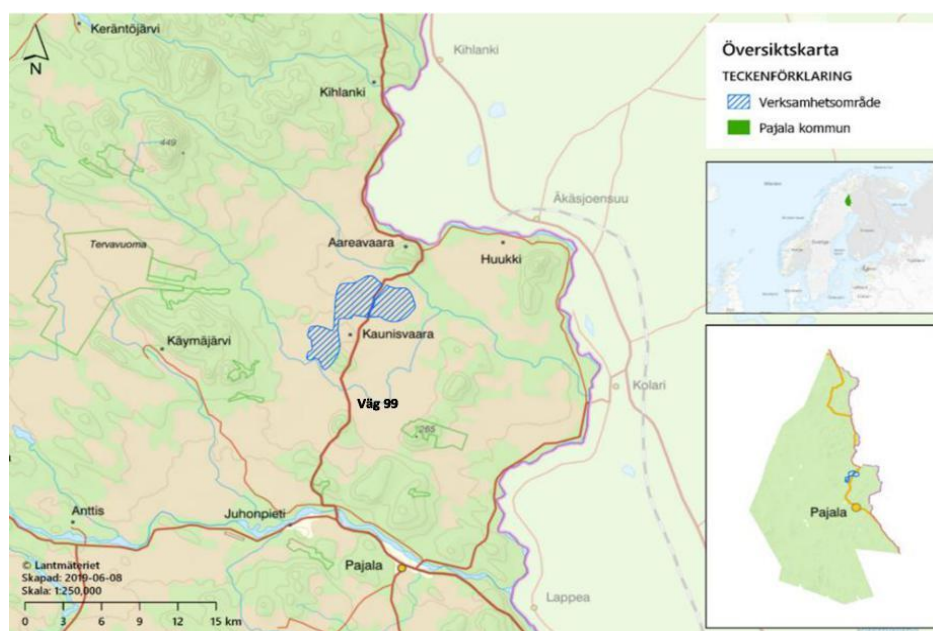 Keräntöjärvi
Kihlanki
N
Kihlanki
449
Äkäsjoensuu
Aareavaara
Huukki
Tervavuoma
Käymäjärvi
Kaunisvaara
Kolari
Väg 99
265
Anttis
Juhonpieti
Pajala
Lappea
© Lantmäteriet
Skapad: 2019-06-08
Skala: 1:250,000
0 3 6 9 12 15 km
Översiktskarta
TECKENFÖRKLARING
Verksamhetsområde
Pajala kommun
Sverige
Pajala